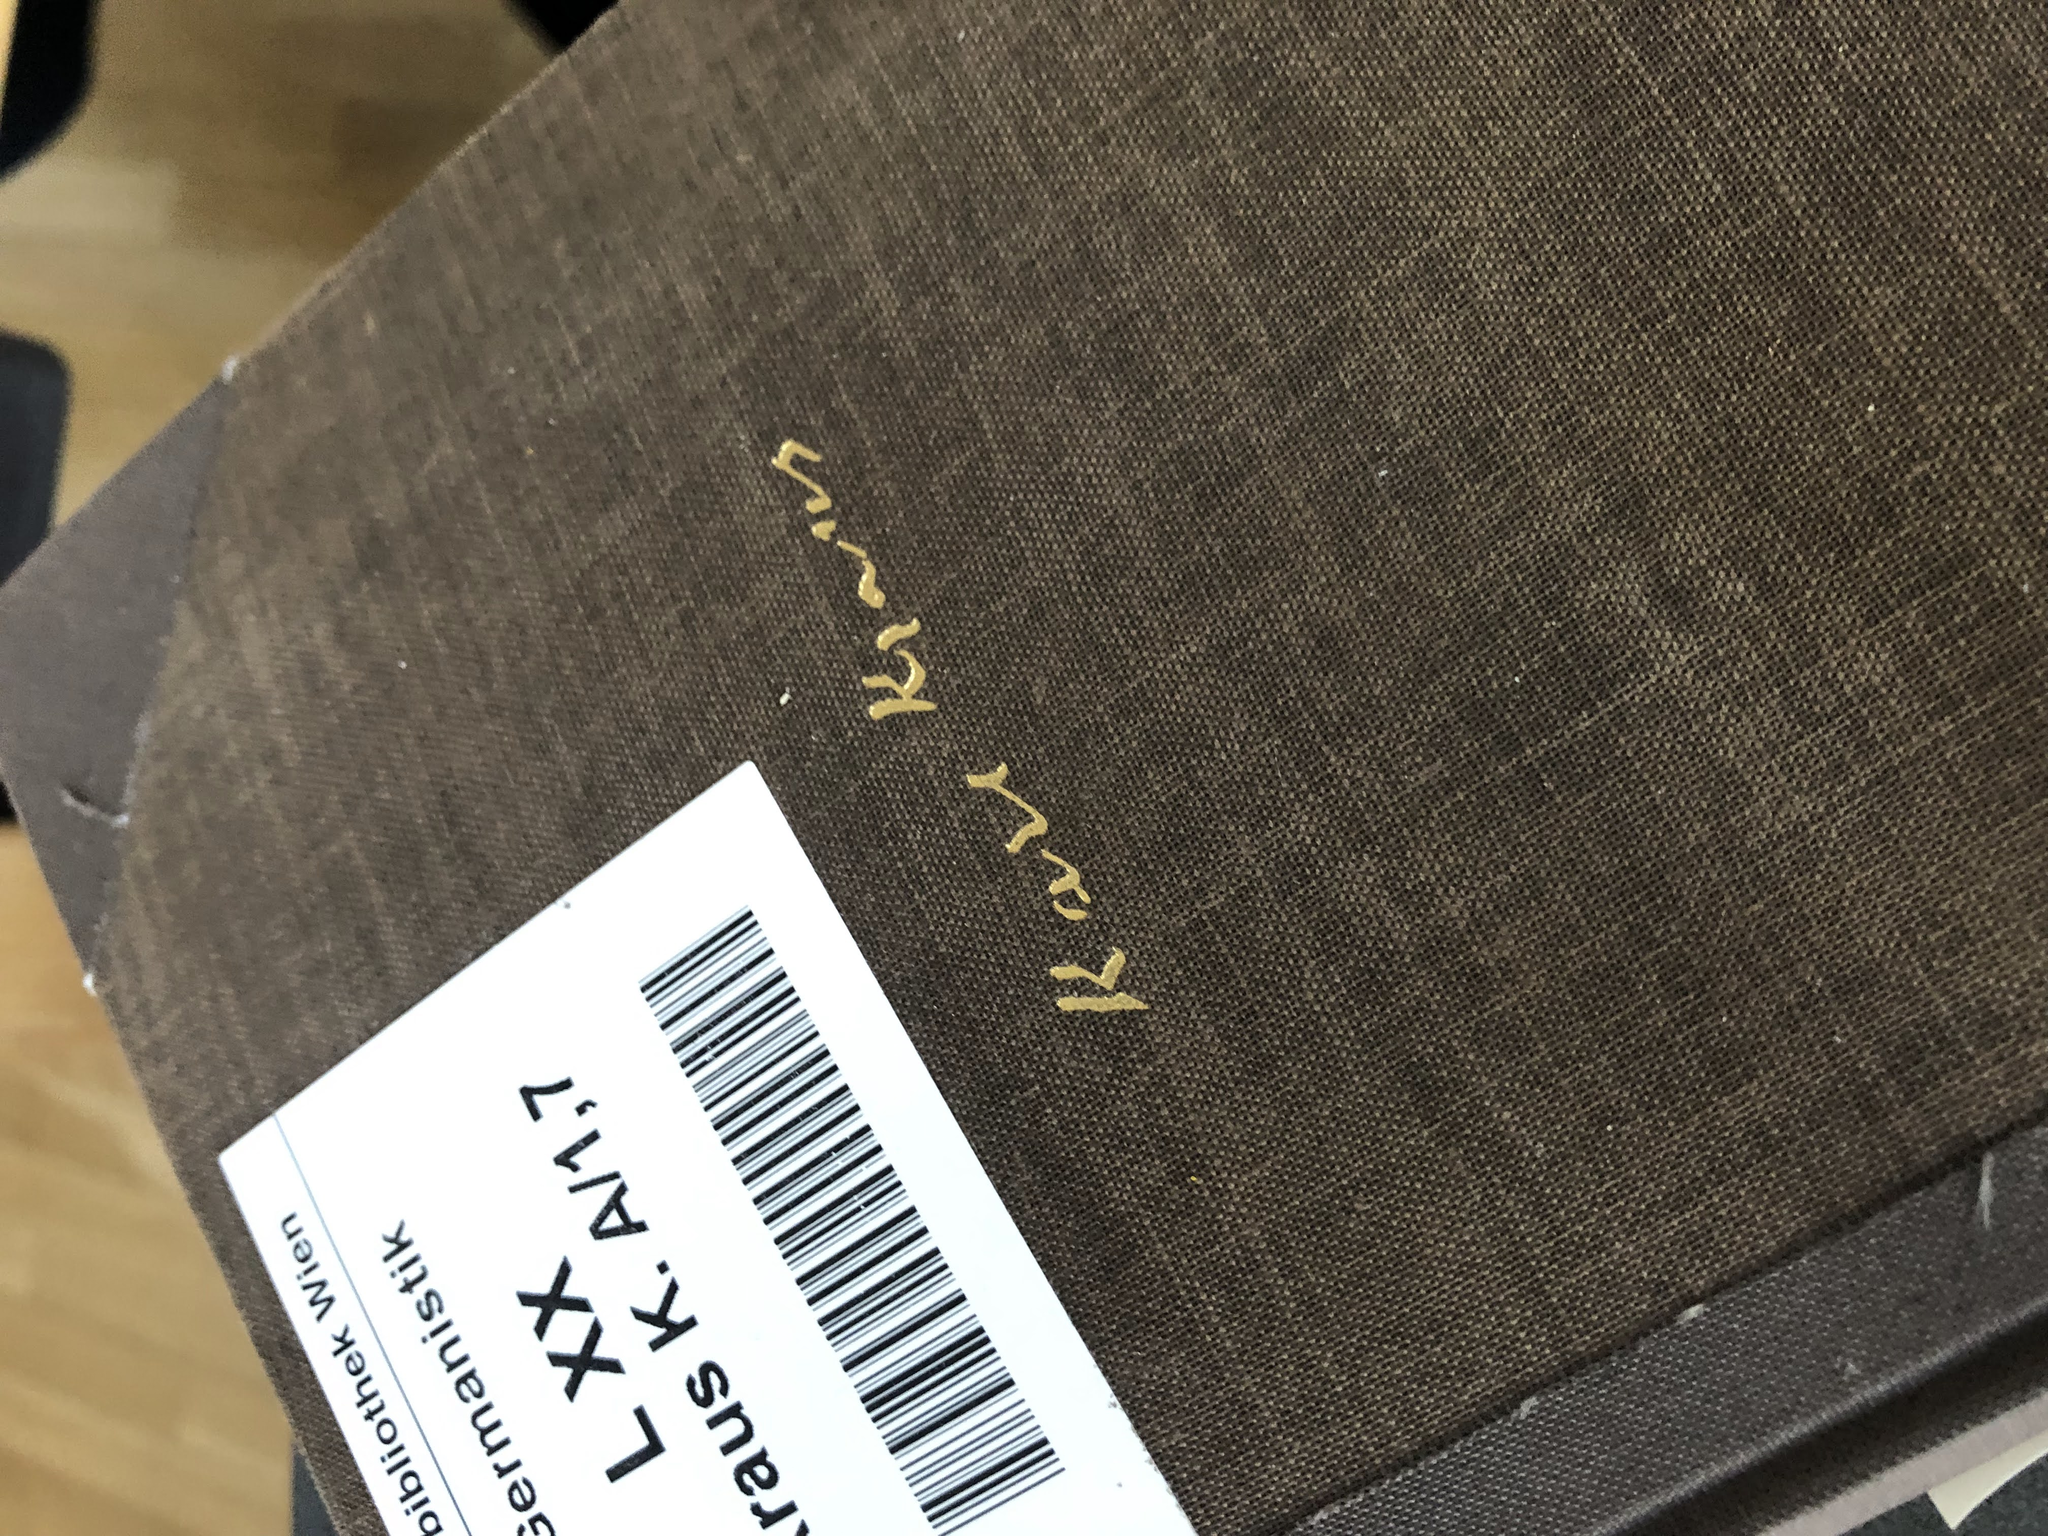 Karl Kraus
bibliothek Wien
Germanistik
L XX
Kraus K. A/1,7